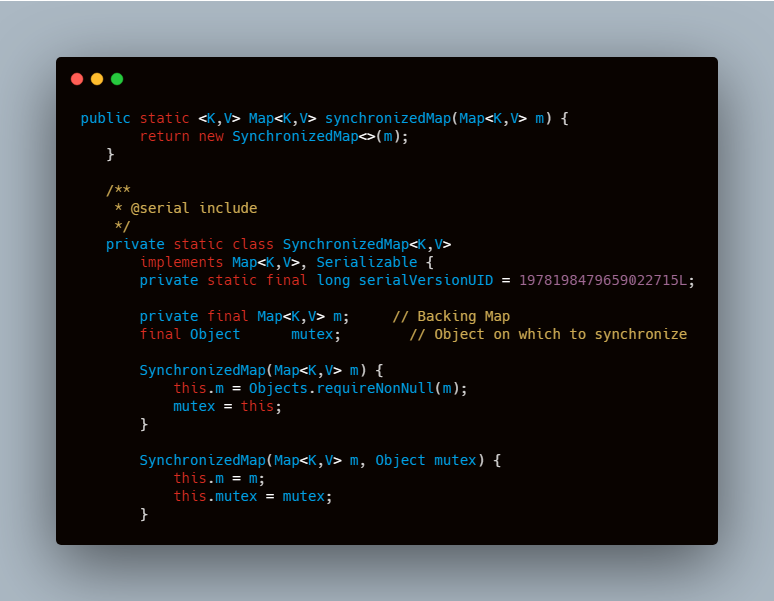 public static <K,V> Map<K,V> synchronizedMap(Map<K,V> m) {
        return new SynchronizedMap<>(m);
    }

    /**
     * @serial include
     */
    private static class SynchronizedMap<K,V>
        implements Map<K,V>, Serializable {
        private static final long serialVersionUID = 1978198479659022715L;

        private final Map<K,V> m;     // Backing Map
        final Object      mutex;        // Object on which to synchronize

        SynchronizedMap(Map<K,V> m) {
            this.m = Objects.requireNonNull(m);
            mutex = this;
        }

        SynchronizedMap(Map<K,V> m, Object mutex) {
            this.m = m;
            this.mutex = mutex;
        }